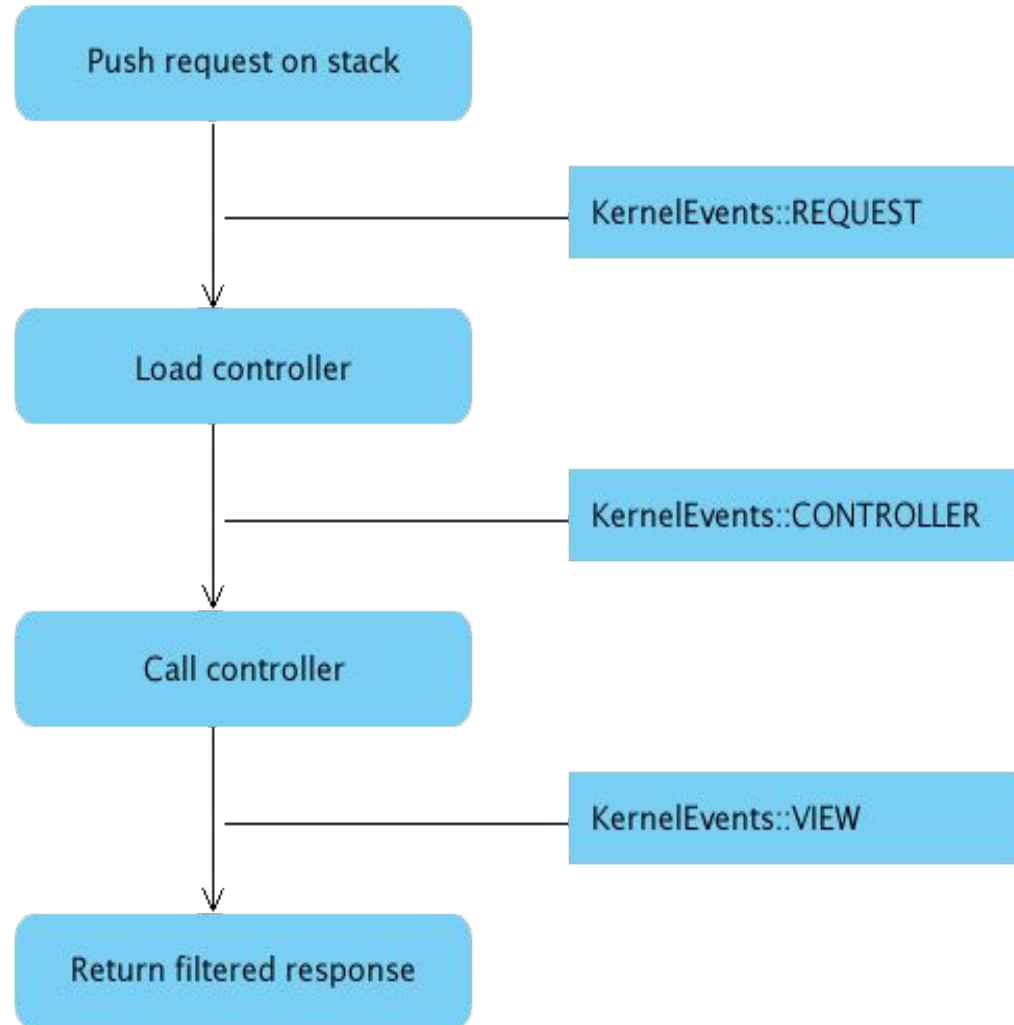 Push request on stack
KernelEvents::REQUEST
Load controller
KernelEvents::CONTROLLER
Call controller
KernelEvents::VIEW
Return filtered response